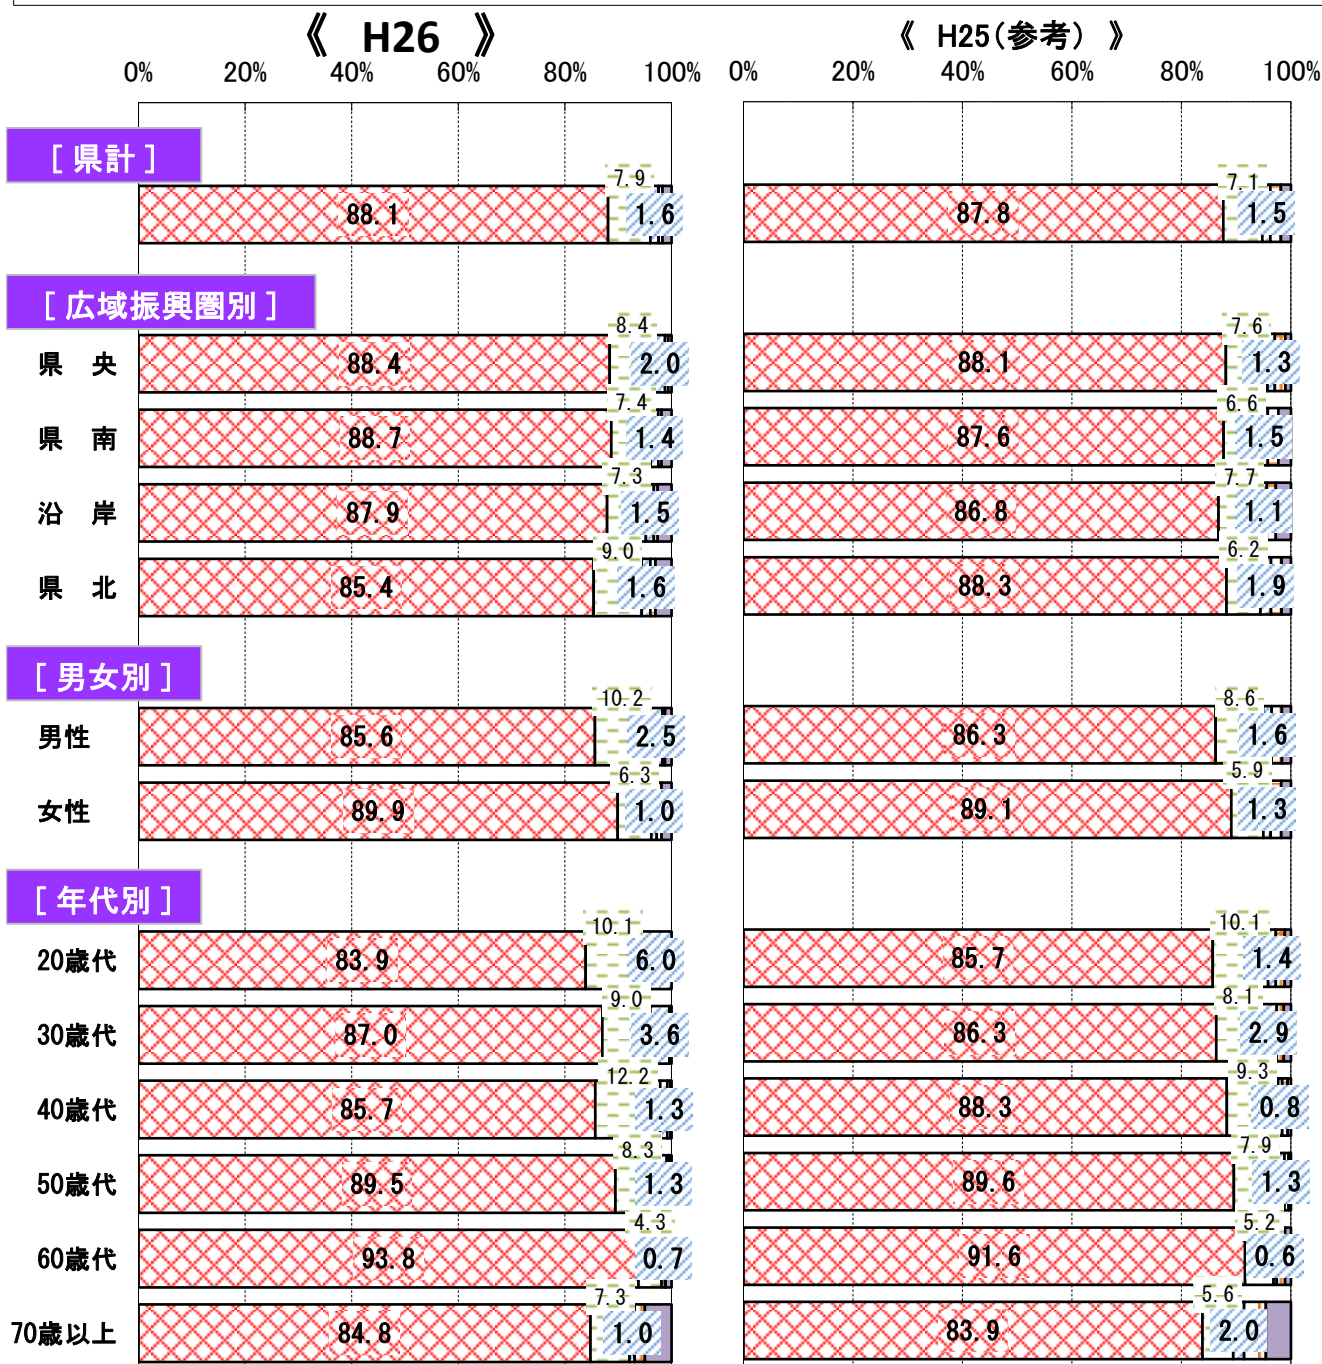 《 H26 》 《 H25(参考) 》
0% 20% 40% 60% 80% 100% 0% 20% 40% 60% 80% 100%
[ 県計 ]
88.1 7.9 1.6 87.8 7.1 1.5
[ 広域振興圏別 ]
県 央 88.4 8.4 2.0 88.1 7.6 1.3
県 南 88.7 7.4 1.4 87.6 6.6 1.5
沿 岸 87.9 7.3 1.5 86.8 7.7 1.1
県 北 85.4 9.0 1.6 88.3 6.2 1.9
[ 男女別 ]
男性 85.6 10.2 2.5 86.3 8.6 1.6
女性 89.9 6.3 1.0 89.1 5.9 1.3
[ 年代別 ]
20歳代 83.9 10.1 6.0 85.7 10.1 1.4
30歳代 87.0 9.0 3.6 86.3 8.1 2.9
40歳代 85.7 12.2 1.3 88.3 9.3 0.8
50歳代 89.5 8.3 1.3 89.6 7.9 1.3
60歳代 93.8 4.3 0.7 91.6 5.2 0.6
70歳以上 84.8 7.3 1.0 83.9 5.6 2.0